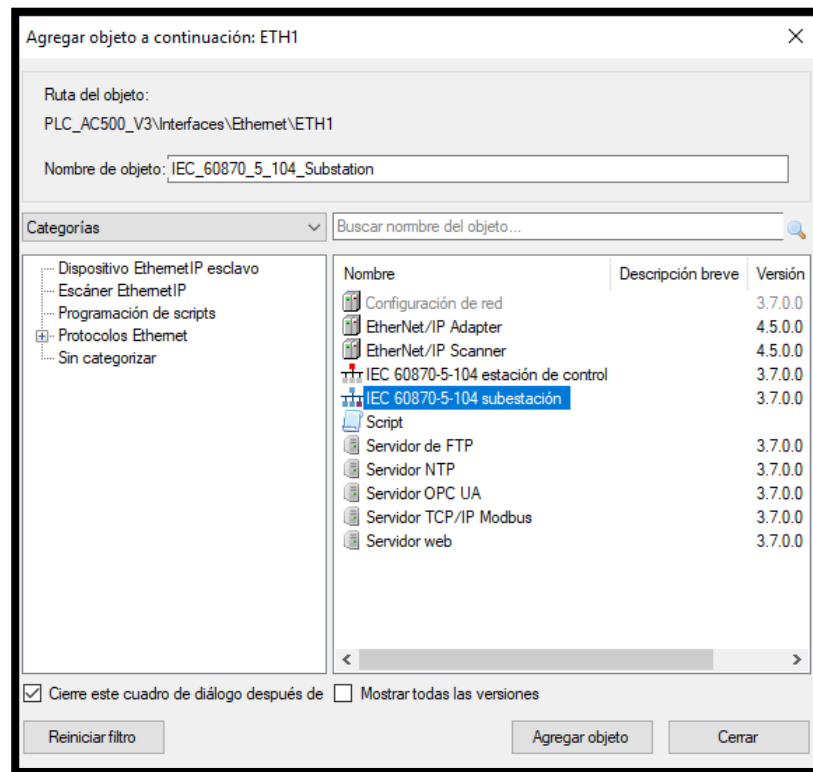 Agregar objeto a continuación: ETH1
Ruta del objeto:
PLC_AC500_V3\Interfaces\Ethernet\ETH1
Nombre de objeto: IEC_60870_5_104_Substation
Categorías
Buscar nombre del objeto...
Dispositivo EthernetIP esclavo
Escáner EthernetIP
Programación de scripts
Protocolos Ethernet
Sin categorizar
Nombre Descripción breve Versión
Configuración de red 3.7.0.0
EtherNet/IP Adapter 4.5.0.0
EtherNet/IP Scanner 4.5.0.0
IEC 60870-5-104 estación de control 3.7.0.0
IEC 60870-5-104 subestación 3.7.0.0
Script
Servidor de FTP 3.7.0.0
Servidor NTP 3.7.0.0
Servidor OPC UA 3.7.0.0
Servidor TCP/IP Modbus 3.7.0.0
Servidor web 3.7.0.0
Cierre este cuadro de diálogo después de Mostrar todas las versiones
Reiniciar filtro Agregar objeto Cerrar